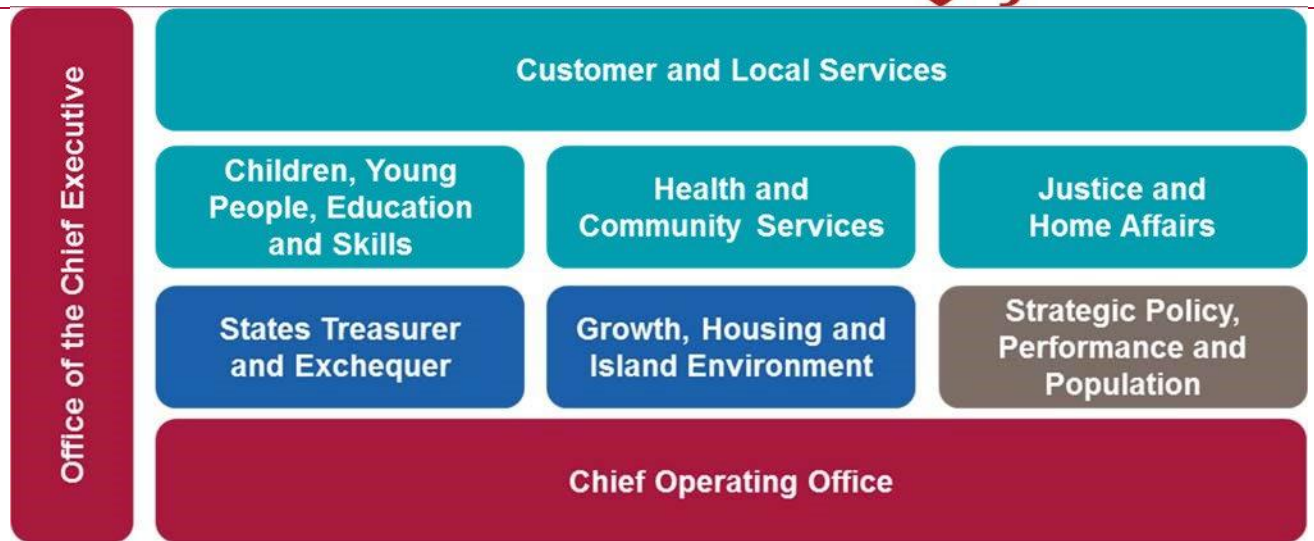 Office of the Chief Executive
Customer and Local Services
Children, Young
People, Education
and Skills
Health and
Community Services
Justice and
Home Affairs
States Treasurer
and Exchequer
Growth, Housing and
Island Environment
Strategic Policy,
Performance and
Population
Chief Operating Office